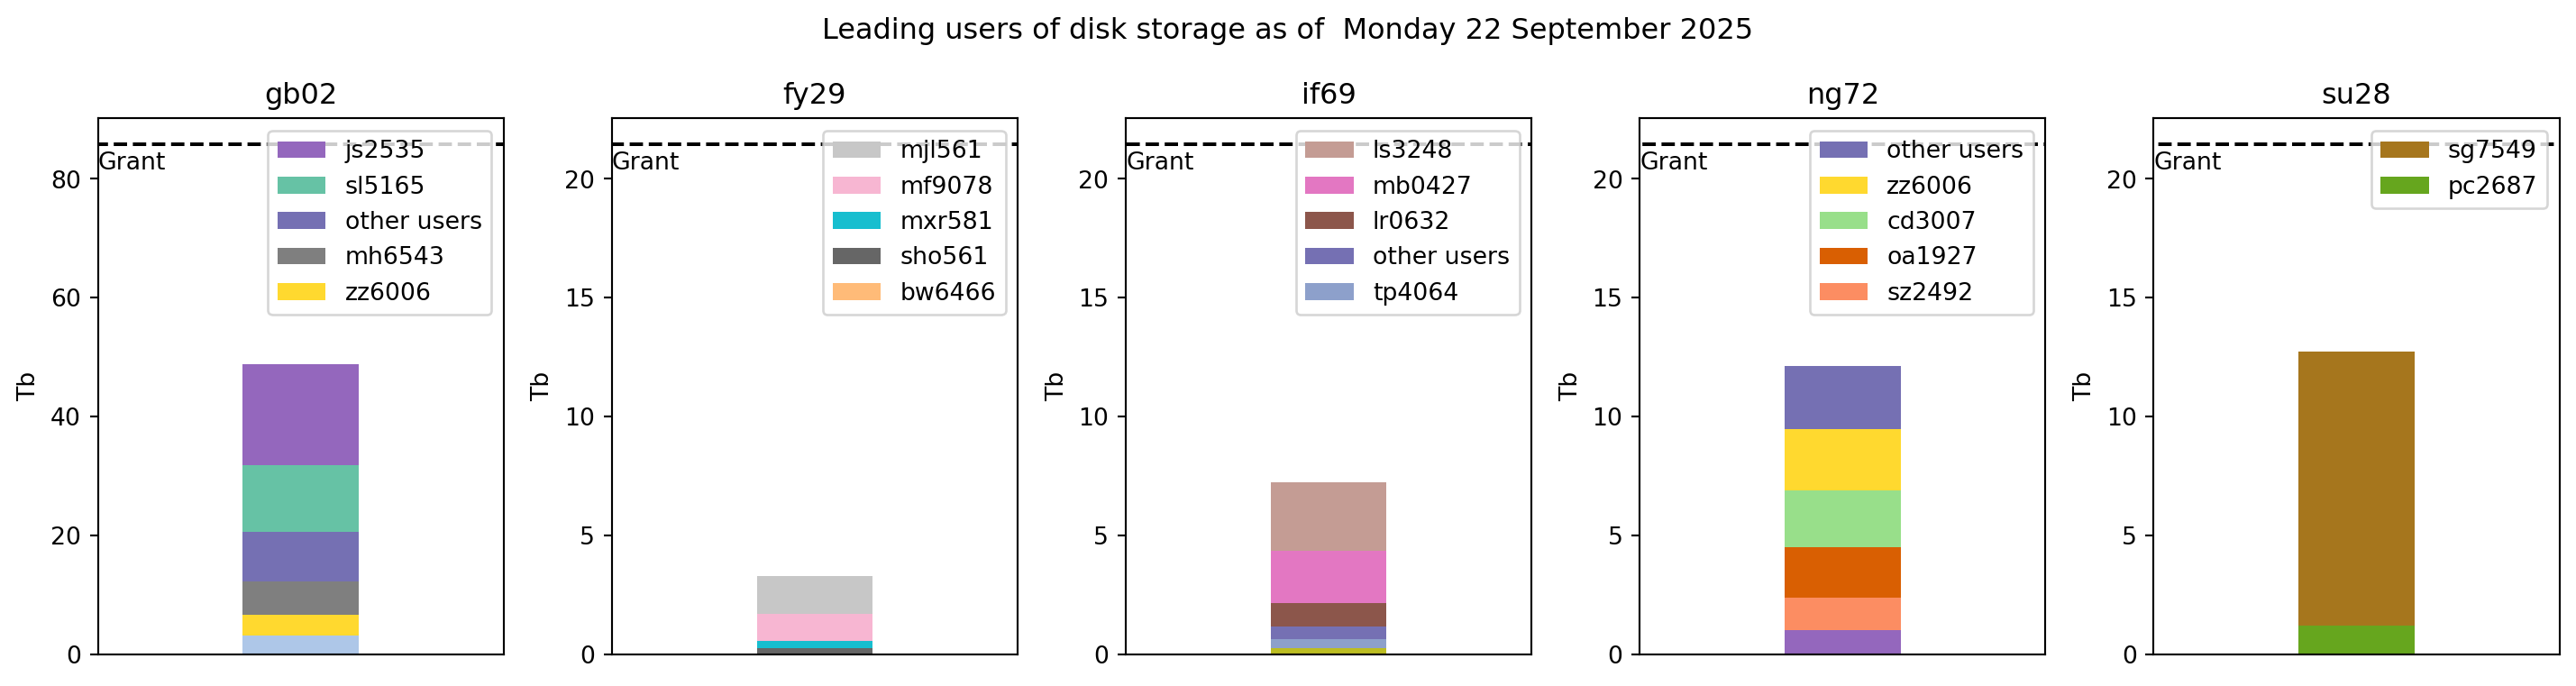 Leading users of disk storage as of  Monday 22 September 2025
gb02
Tb
80
60
40
20
0
Grant
js2535
sl5165
other users
mh6543
zz6006
fy29
Tb
20
15
10
5
0
Grant
mjl561
mf9078
mxr581
sho561
bw6466
if69
Tb
20
15
10
5
0
Grant
ls3248
mb0427
lr0632
other users
tp4064
ng72
Tb
20
15
10
5
0
Grant
other users
zz6006
cd3007
oa1927
sz2492
su28
Tb
20
15
10
5
0
Grant
sg7549
pc2687